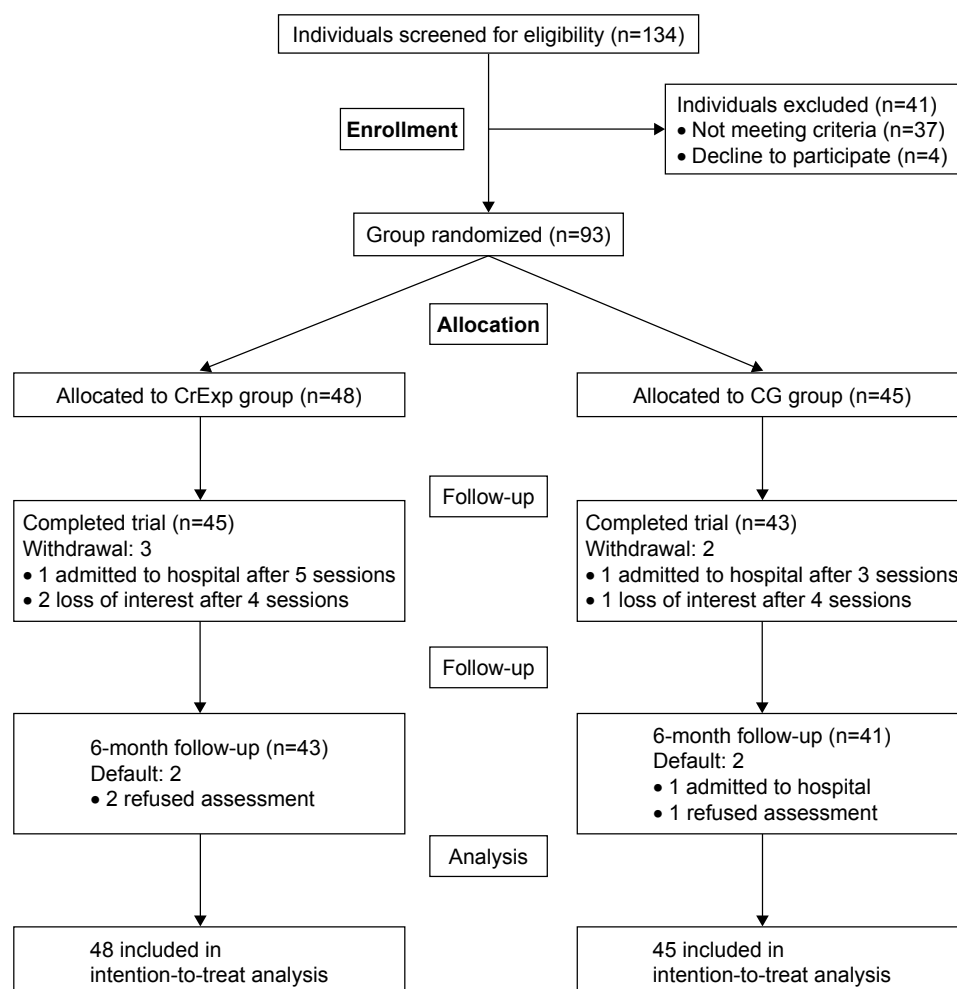 Individuals screened for eligibility (n=134)
Enrollment
Individuals excluded (n=41)
• Not meeting criteria (n=37)
• Decline to participate (n=4)
Group randomized (n=93)
Allocation
Allocated to CrExp group (n=48)
Allocated to CG group (n=45)
Follow-up
Completed trial (n=45)
Withdrawal: 3
• 1 admitted to hospital after 5 sessions
• 2 loss of interest after 4 sessions
Completed trial (n=43)
Withdrawal: 2
• 1 admitted to hospital after 3 sessions
• 1 loss of interest after 4 sessions
Follow-up
6-month follow-up (n=43)
Default: 2
• 2 refused assessment
6-month follow-up (n=41)
Default: 2
• 1 admitted to hospital
• 1 refused assessment
Analysis
48 included in
intention-to-treat analysis
45 included in
intention-to-treat analysis